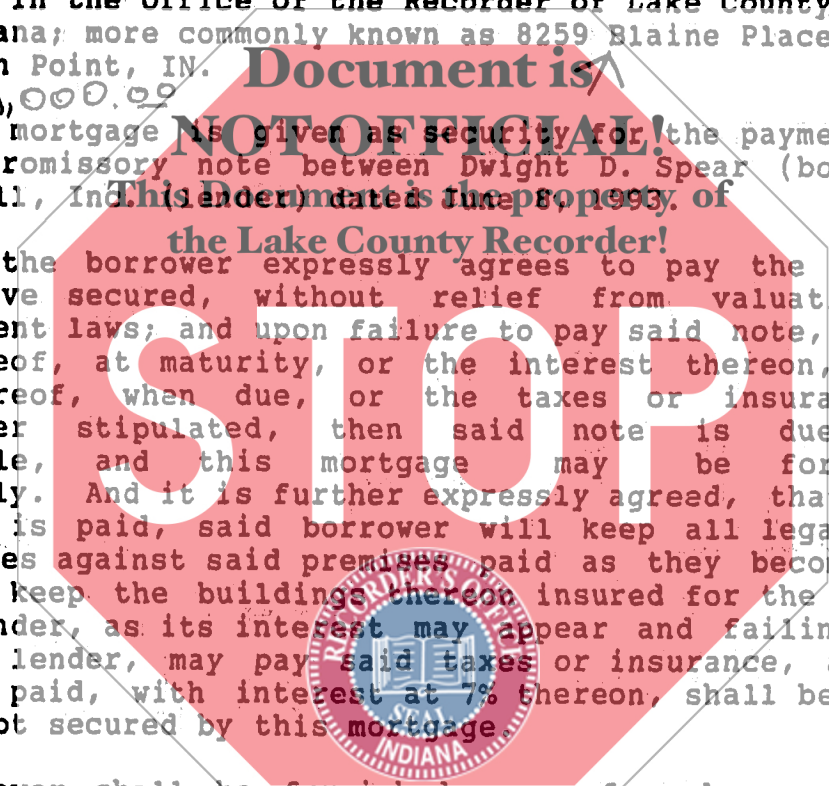 in the Office of the Recorder of Lake County
ana; more commonly known as 8259 Blaine Place
Point, IN.
Document is
,000.00
NOT OFFICIAL!
mortgage is given as security for the payme
romissory note between Dwight D. Spear (bo
ll, Inc. (lender) dated June 8, 1993.
This Document is the property of
the Lake County Recorder!
the borrower expressly agrees to pay the
ve secured, without relief from valuat
ent laws; and upon failure to pay said note,
eof, at maturity, or the interest thereon,
reof, when due, or the taxes or insura
er stipulated, then said note is due
le, and this mortgage may be for
ly. And it is further expressly agreed, tha
is paid, said borrower will keep all lega
es against said premises paid as they becom
keep the buildings thereon insured for the
nder, as its interest may appear and failin
lender, may pay said taxes or insurance,
paid, with interest at 7% thereon, shall be
bt secured by this mortgage.
STOP
RECORDER'S OFFICE
SEAL
INDIANA